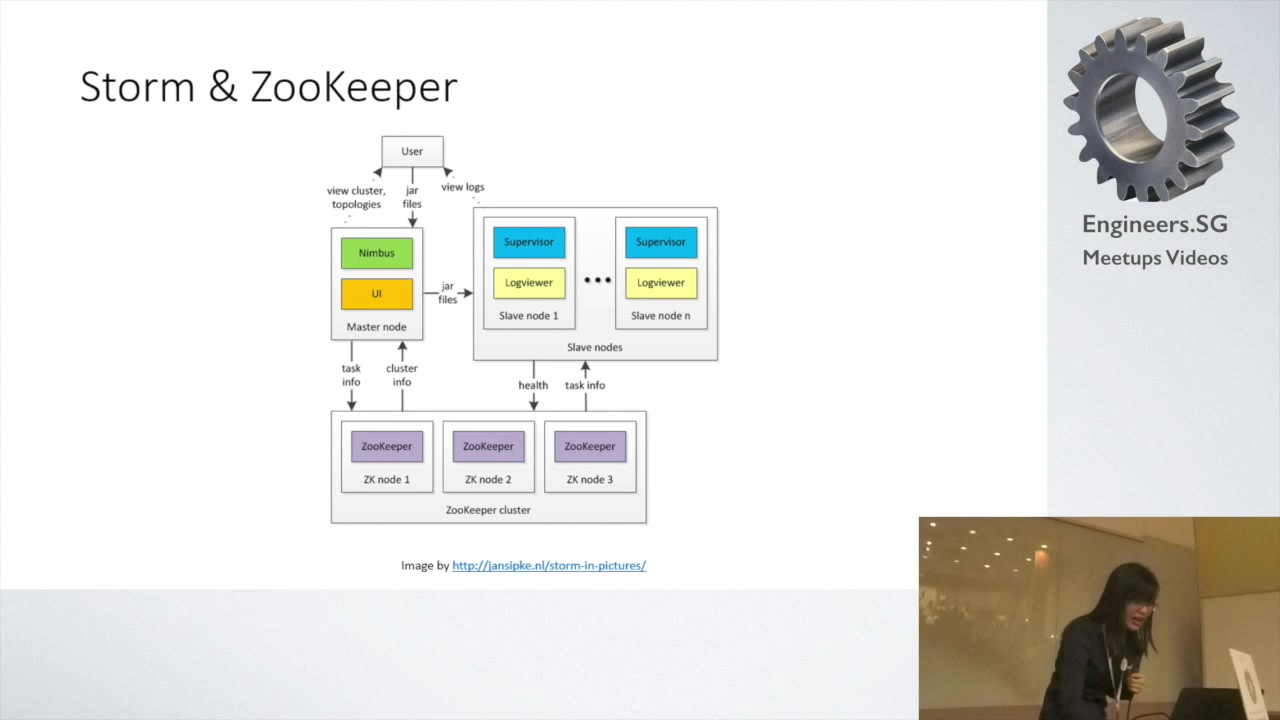 Storm & ZooKeeper
User
view cluster,
topologies
jar
files
view logs
Nimbus
UI
Master node
jar
files
Supervisor
Logviewer
Slave node 1
Supervisor
Logviewer
Slave node n
Slave nodes
task
info
cluster
info
health
task info
ZooKeeper
ZK node 1
ZooKeeper
ZK node 2
ZooKeeper
ZK node 3
ZooKeeper cluster
Image by http://jansipke.nl/storm-in-pictures/
Engineers.SG
Meetups Videos